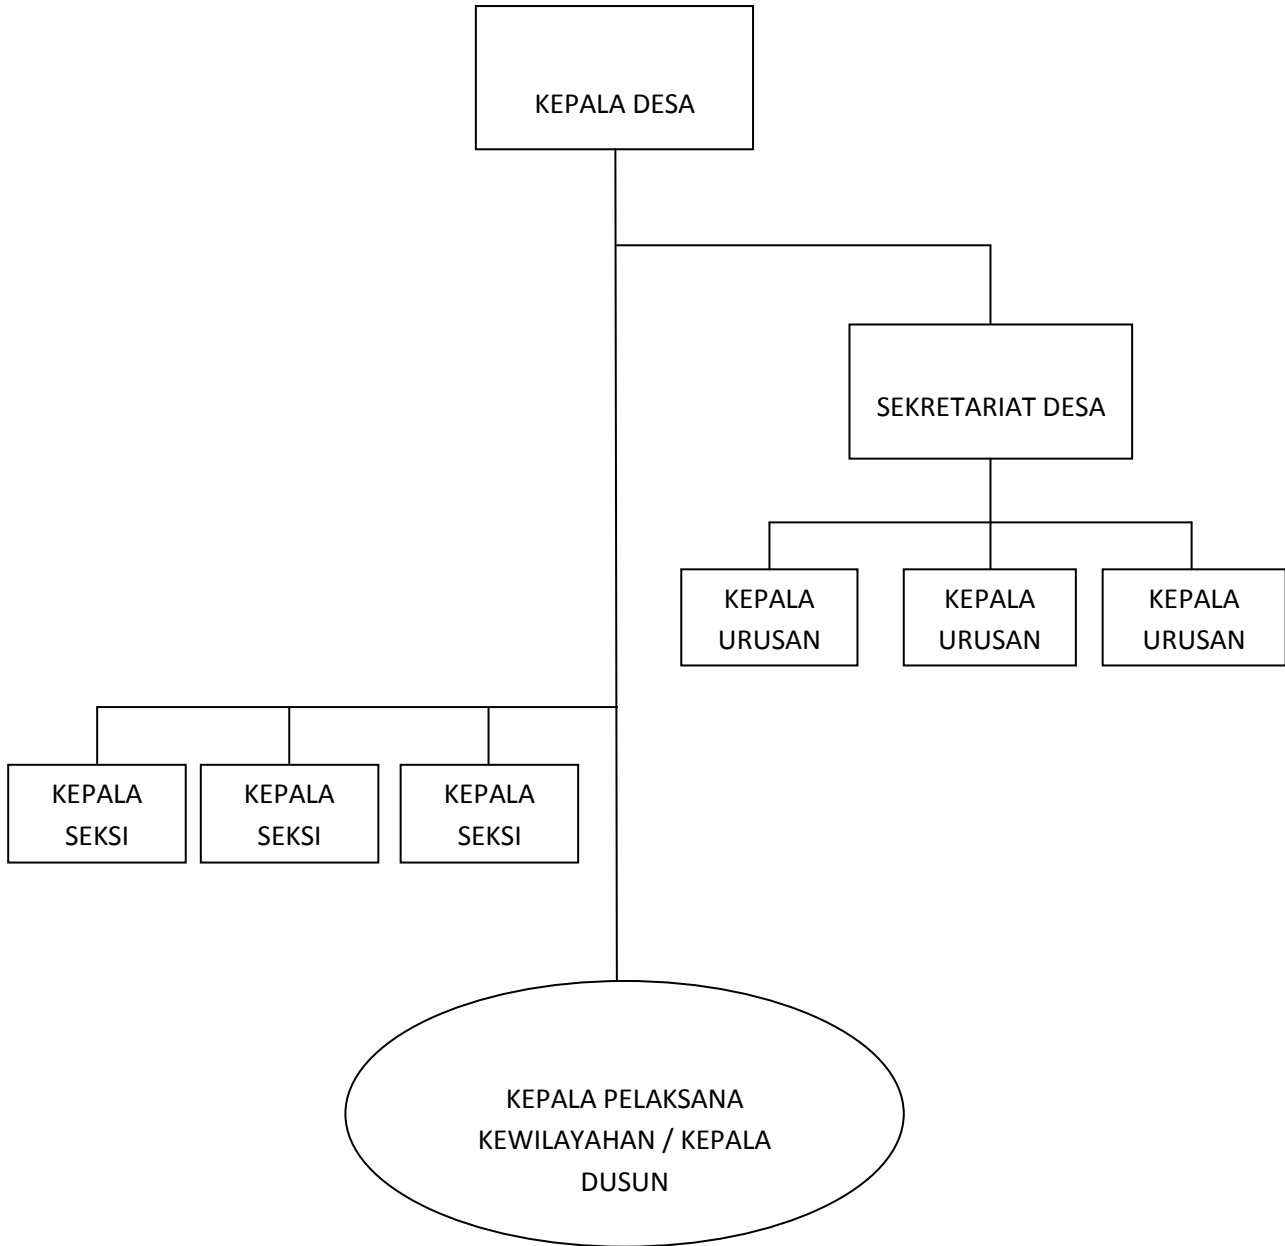 KEPALA DESA
SEKRETARIAT DESA
KEPALA
URUSAN
KEPALA
URUSAN
KEPALA
URUSAN
KEPALA
SEKSI
KEPALA
SEKSI
KEPALA
SEKSI
KEPALA PELAKSANA
KEWILAYAHAN / KEPALA
DUSUN